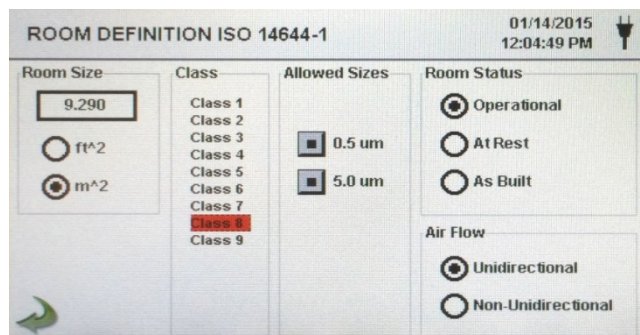 ROOM DEFINITION ISO 14644-1
01/14/2015
12:04:49 PM
Room Size
9.290
ft^2
m^2
Class
Class 1
Class 2
Class 3
Class 4
Class 5
Class 6
Class 7
Class 8
Class 9
Allowed Sizes
0.5 um
5.0 um
Room Status
Operational
At Rest
As Built
Air Flow
Unidirectional
Non-Unidirectional